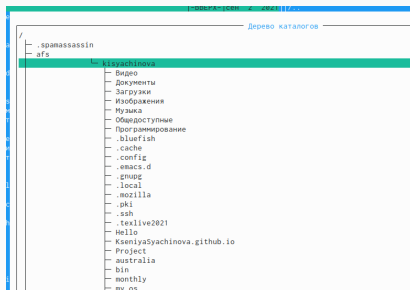 Дерево каталогов
/
.spamassassin
afs
kisyachinova
Видео
Документы
Загрузки
Изображения
Музыка
Общедоступные
Программирование
.bluefish
.cache
.config
.emacs.d
.gnupg
.local
.mozilla
.pki
.ssh
.texlive2021
Hello
KseniyaSyachinova.github.io
Project
australia
bin
monthly
my_os